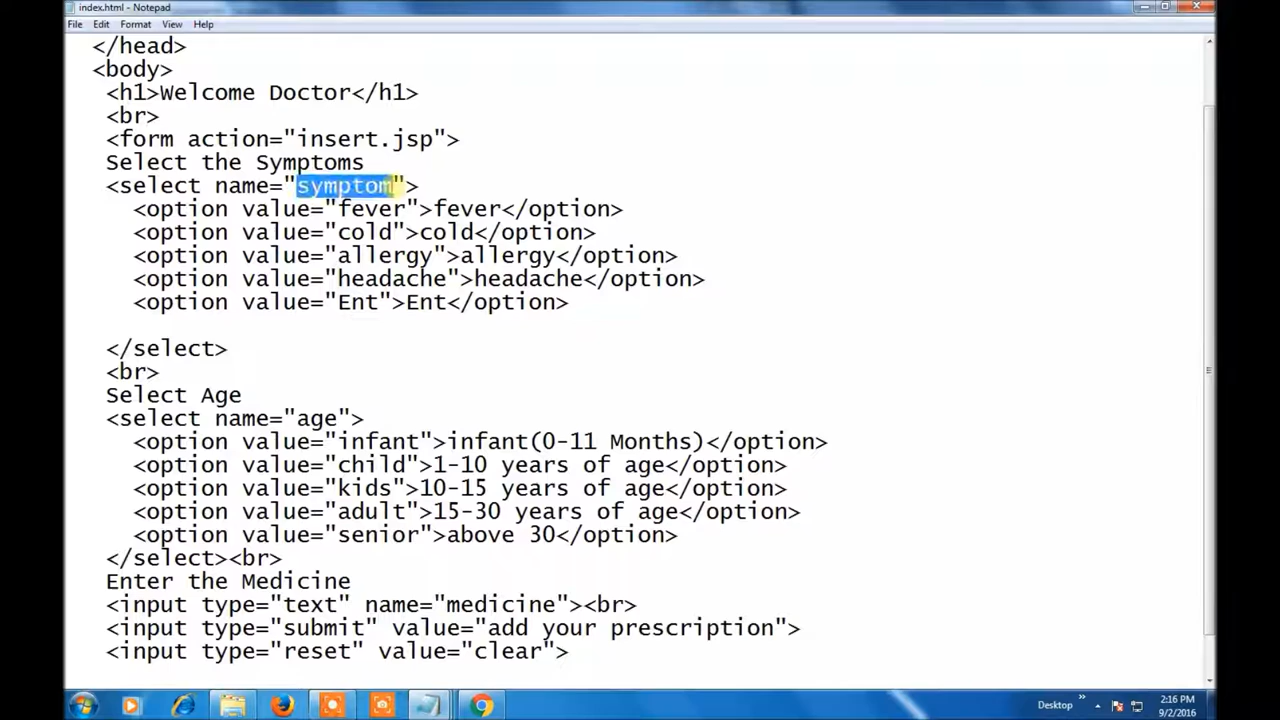 index.html - Notepad
File Edit Format View Help
</head>
<body>
<h1>Welcome Doctor</h1>
<br>
<form action="insert.jsp">
Select the Symptoms
<select name="symptom">
<option value="fever">fever</option>
<option value="cold">cold</option>
<option value="allergy">allergy</option>
<option value="headache">headache</option>
<option value="Ent">Ent</option>
</select>
<br>
Select Age
<select name="age">
<option value="infant">infant(0-11 Months)</option>
<option value="child">1-10 years of age</option>
<option value="kids">10-15 years of age</option>
<option value="adult">15-30 years of age</option>
<option value="senior">above 30</option>
</select><br>
Enter the Medicine
<input type="text" name="medicine"><br>
<input type="submit" value="add your prescription">
<input type="reset" value="clear">
Desktop
2:16 PM
9/2/2016